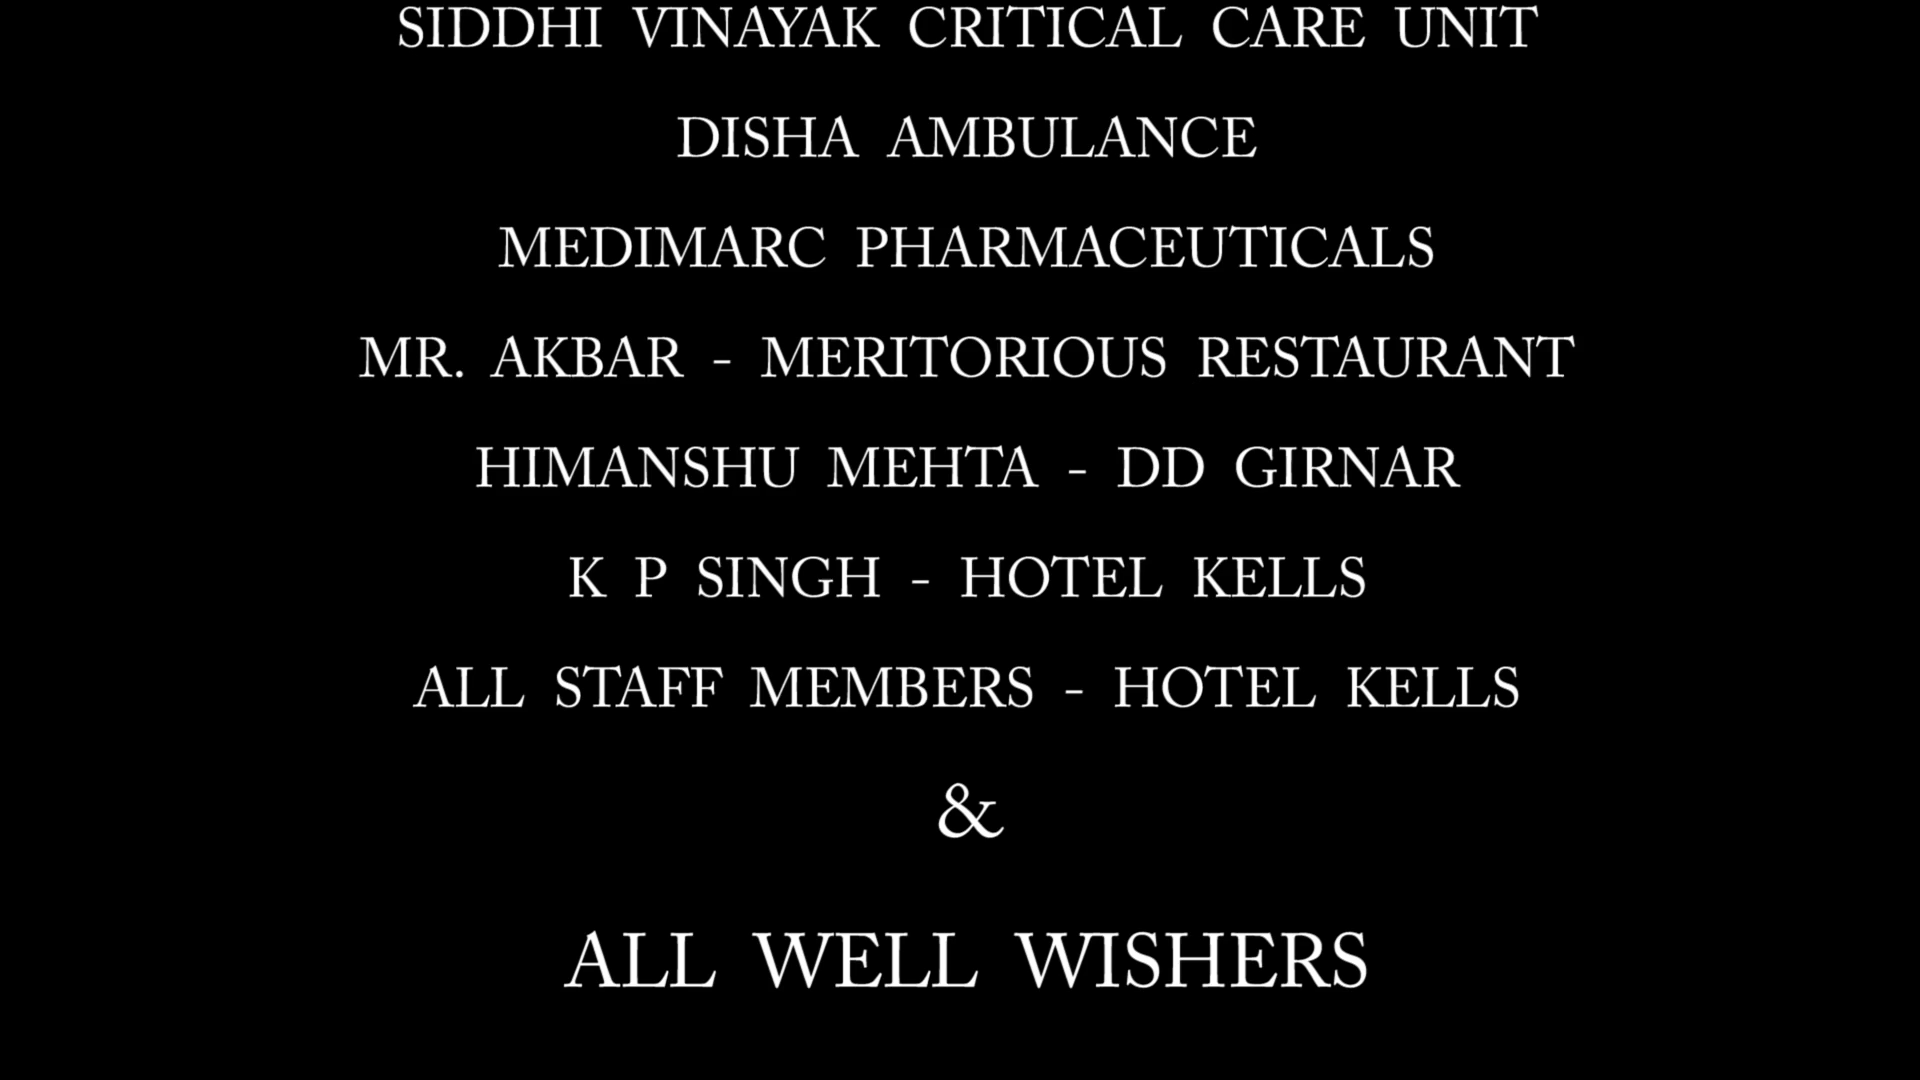 SIDDHI VINAYAK CRITICAL CARE UNIT
DISHA AMBULANCE
MEDIMARC PHARMACEUTICALS
MR. AKBAR - MERITORIOUS RESTAURANT
HIMANSHU MEHTA - DD GIRNAR
K P SINGH - HOTEL KELLS
ALL STAFF MEMBERS - HOTEL KELLS
&
ALL WELL WISHERS